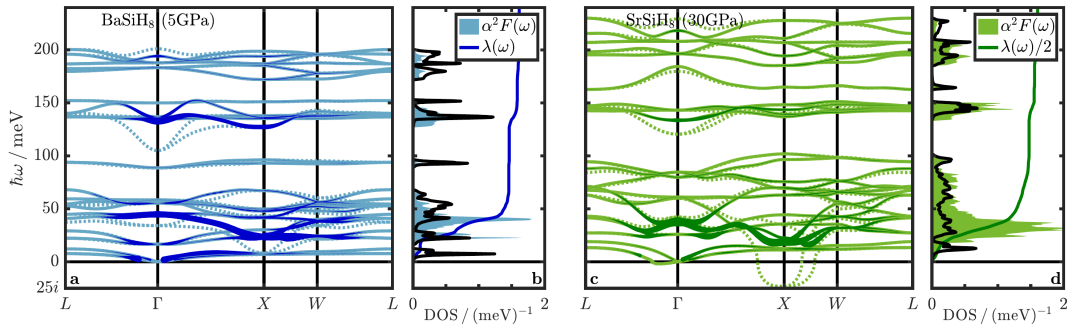 BaSiH₈ (5GPa)
α²F(ω)
λ(ω)
SrSiH₈ (30GPa)
α²F(ω)
λ(ω)/2
ħω / meV
200
150
100
50
0
25i
a
b
c
d
L Γ X W L
0 2
L Γ X W L
0 2
DOS / (meV)⁻¹
DOS / (meV)⁻¹